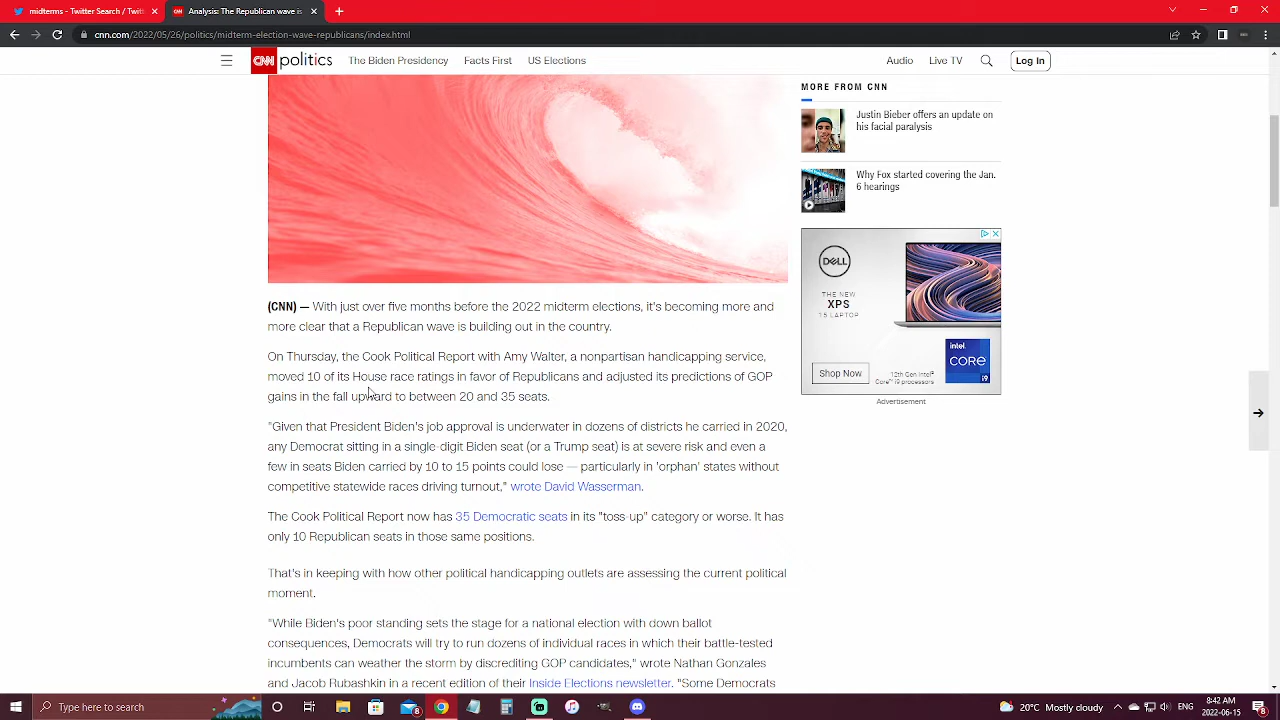 midterms - Twitter Search / Twitt
Analysis The Republican wave is
cnn.com/2022/05/26/politics/midterm-election-wave-republicans/index.html
CNN politics
The Biden Presidency
Facts First
US Elections
Audio
Live TV
Log In
MORE FROM CNN
Justin Bieber offers an update on
his facial paralysis
Why Fox started covering the Jan.
6 hearings
DELL
THE NEW
XPS
15 LAPTOP
intel.
CORE
i9
Shop Now
12th Gen Intel®
Core™ i9 processors
Advertisement
(CNN) — With just over five months before the 2022 midterm elections, it's becoming more and
more clear that a Republican wave is building out in the country.
On Thursday, the Cook Political Report with Amy Walter, a nonpartisan handicapping service,
moved 10 of its House race ratings in favor of Republicans and adjusted its predictions of GOP
gains in the fall upward to between 20 and 35 seats.
"Given that President Biden's job approval is underwater in dozens of districts he carried in 2020,
any Democrat sitting in a single-digit Biden seat (or a Trump seat) is at severe risk and even a
few in seats Biden carried by 10 to 15 points could lose — particularly in 'orphan' states without
competitive statewide races driving turnout," wrote David Wasserman.
The Cook Political Report now has 35 Democratic seats in its "toss-up" category or worse. It has
only 10 Republican seats in those same positions.
That's in keeping with how other political handicapping outlets are assessing the current political
moment.
"While Biden's poor standing sets the stage for a national election with down ballot
consequences, Democrats will try to run dozens of individual races in which their battle-tested
incumbents can weather the storm by discrediting GOP candidates," wrote Nathan Gonzales
and Jacob Rubashkin in a recent edition of their Inside Elections newsletter. "Some Democrats
Type here to search
8
20°C Mostly cloudy
ENG
8:42 AM
2022-06-15
8